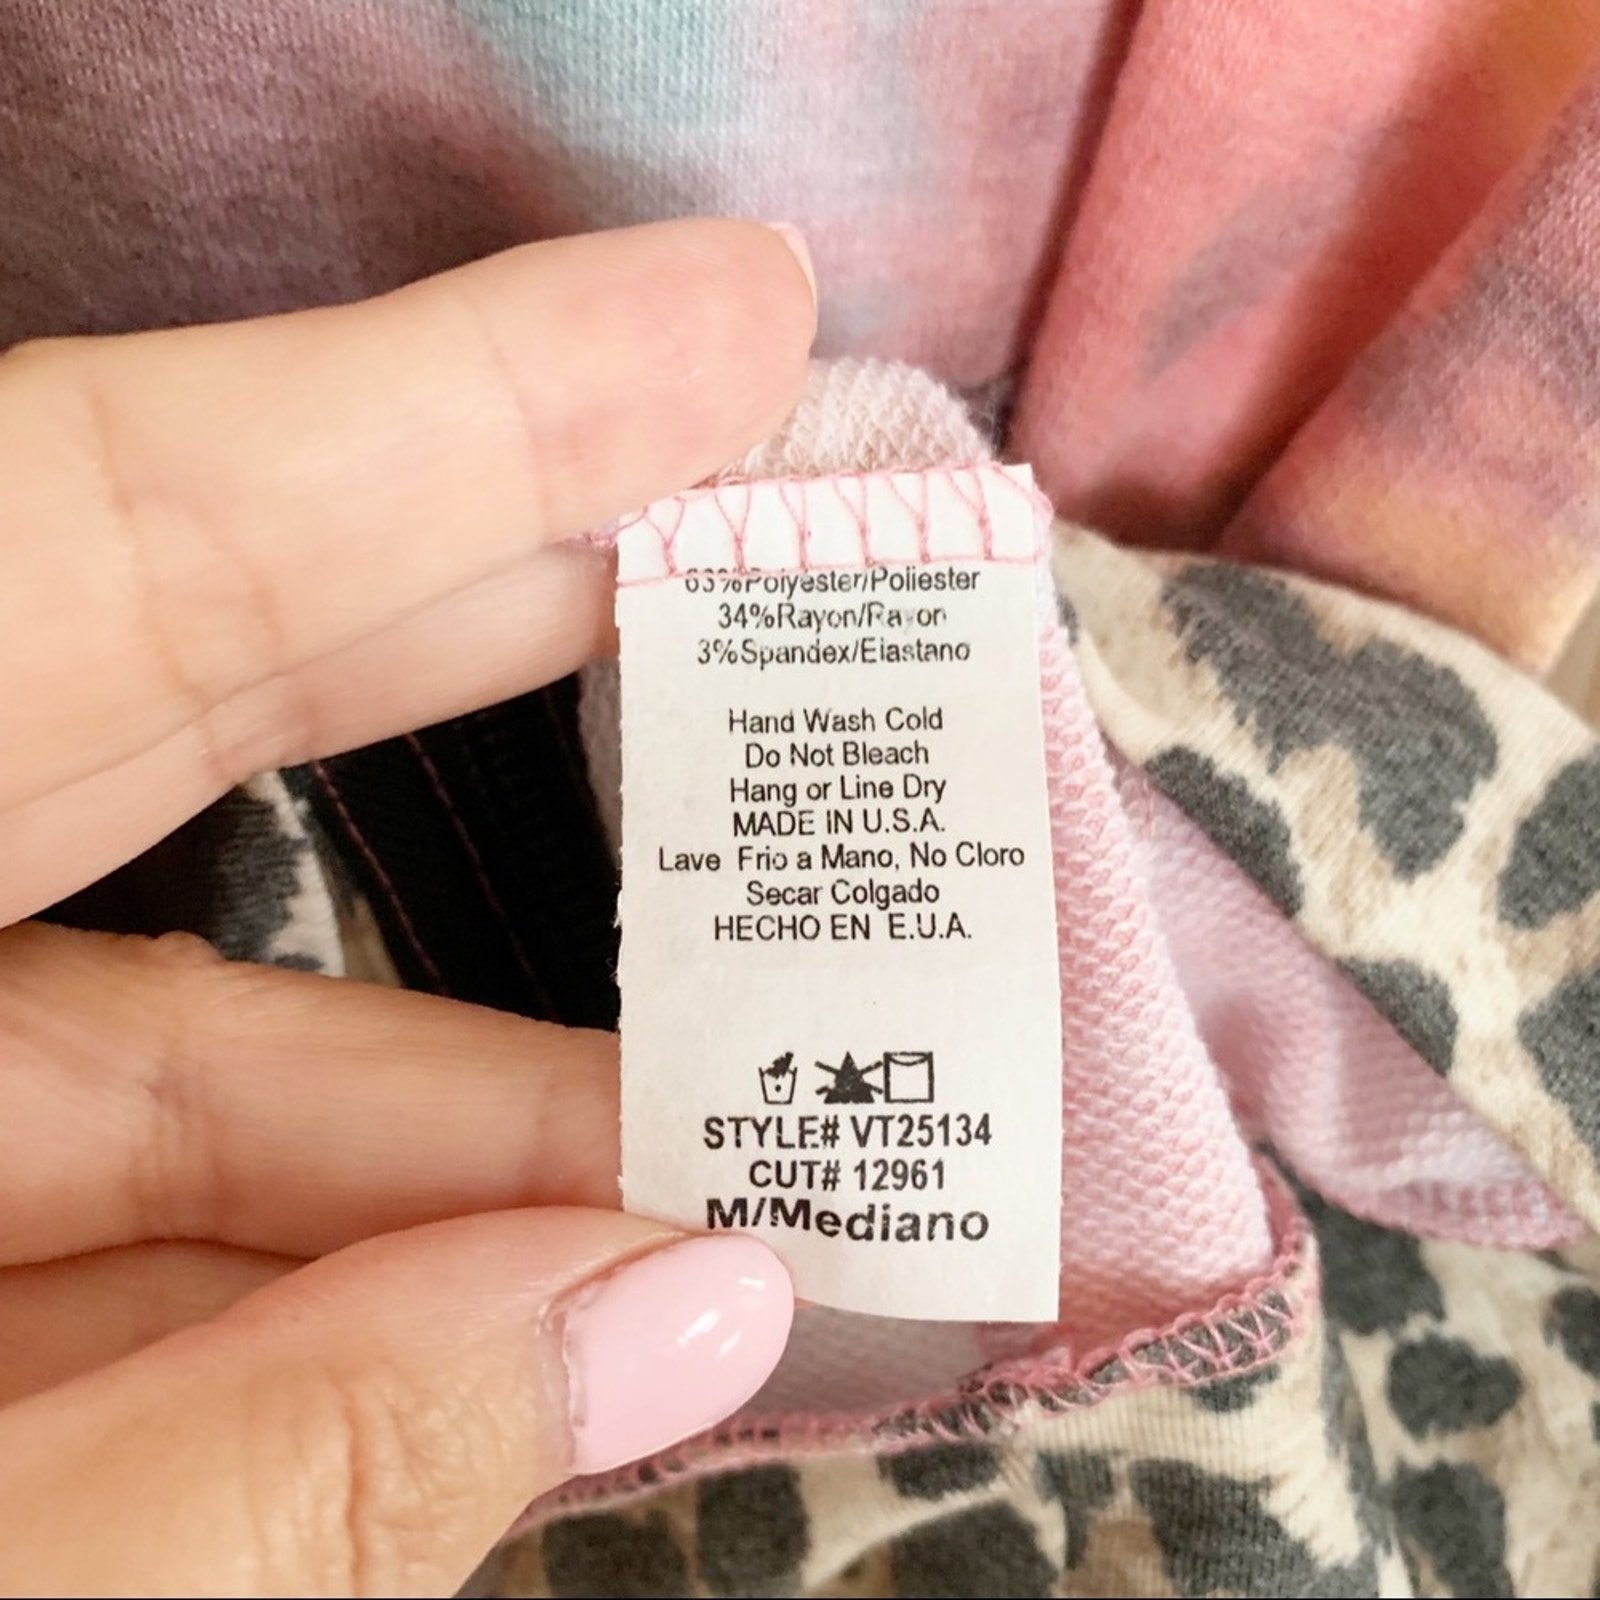 63%Polyester/Poliester
34%Rayon/Rayon
3%Spandex/Elastano
Hand Wash Cold
Do Not Bleach
Hang or Line Dry
MADE IN U.S.A.
Lave Frio a Mano, No Cloro
Secar Colgado
HECHO EN E.U.A.
STYLE# VT25134
CUT# 12961
M/Mediano